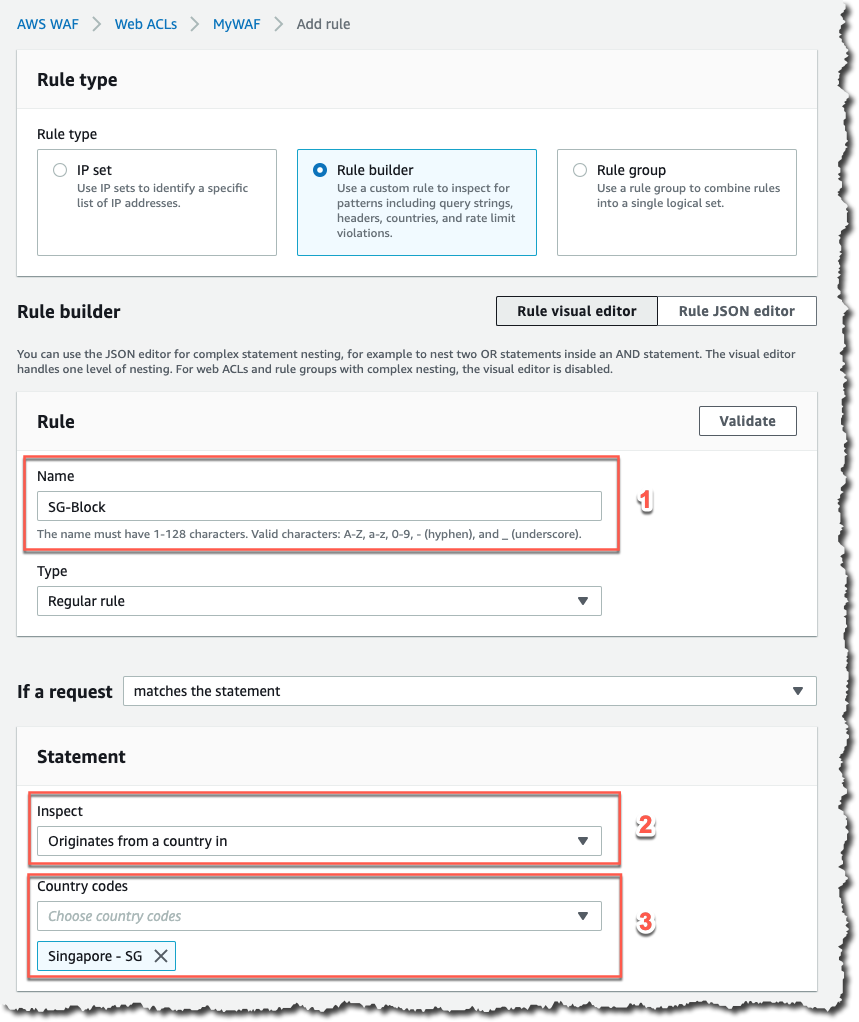 AWS WAF > Web ACLs > MyWAF > Add rule
Rule type
Rule type
IP set
Use IP sets to identify a specific
list of IP addresses.
Rule builder
Use a custom rule to inspect for
patterns including query strings,
headers, countries, and rate limit
violations.
Rule group
Use a rule group to combine rules
into a single logical set.
Rule builder
Rule visual editor
Rule JSON editor
You can use the JSON editor for complex statement nesting, for example to nest two OR statements inside an AND statement. The visual editor
handles one level of nesting. For web ACLs and rule groups with complex nesting, the visual editor is disabled.
Rule
Validate
Name
SG-Block
The name must have 1-128 characters. Valid characters: A-Z, a-z, 0-9, - (hyphen), and _ (underscore).
1
Type
Regular rule
If a request
matches the statement
Statement
Inspect
Originates from a country in
2
Country codes
Choose country codes
3
Singapore - SG